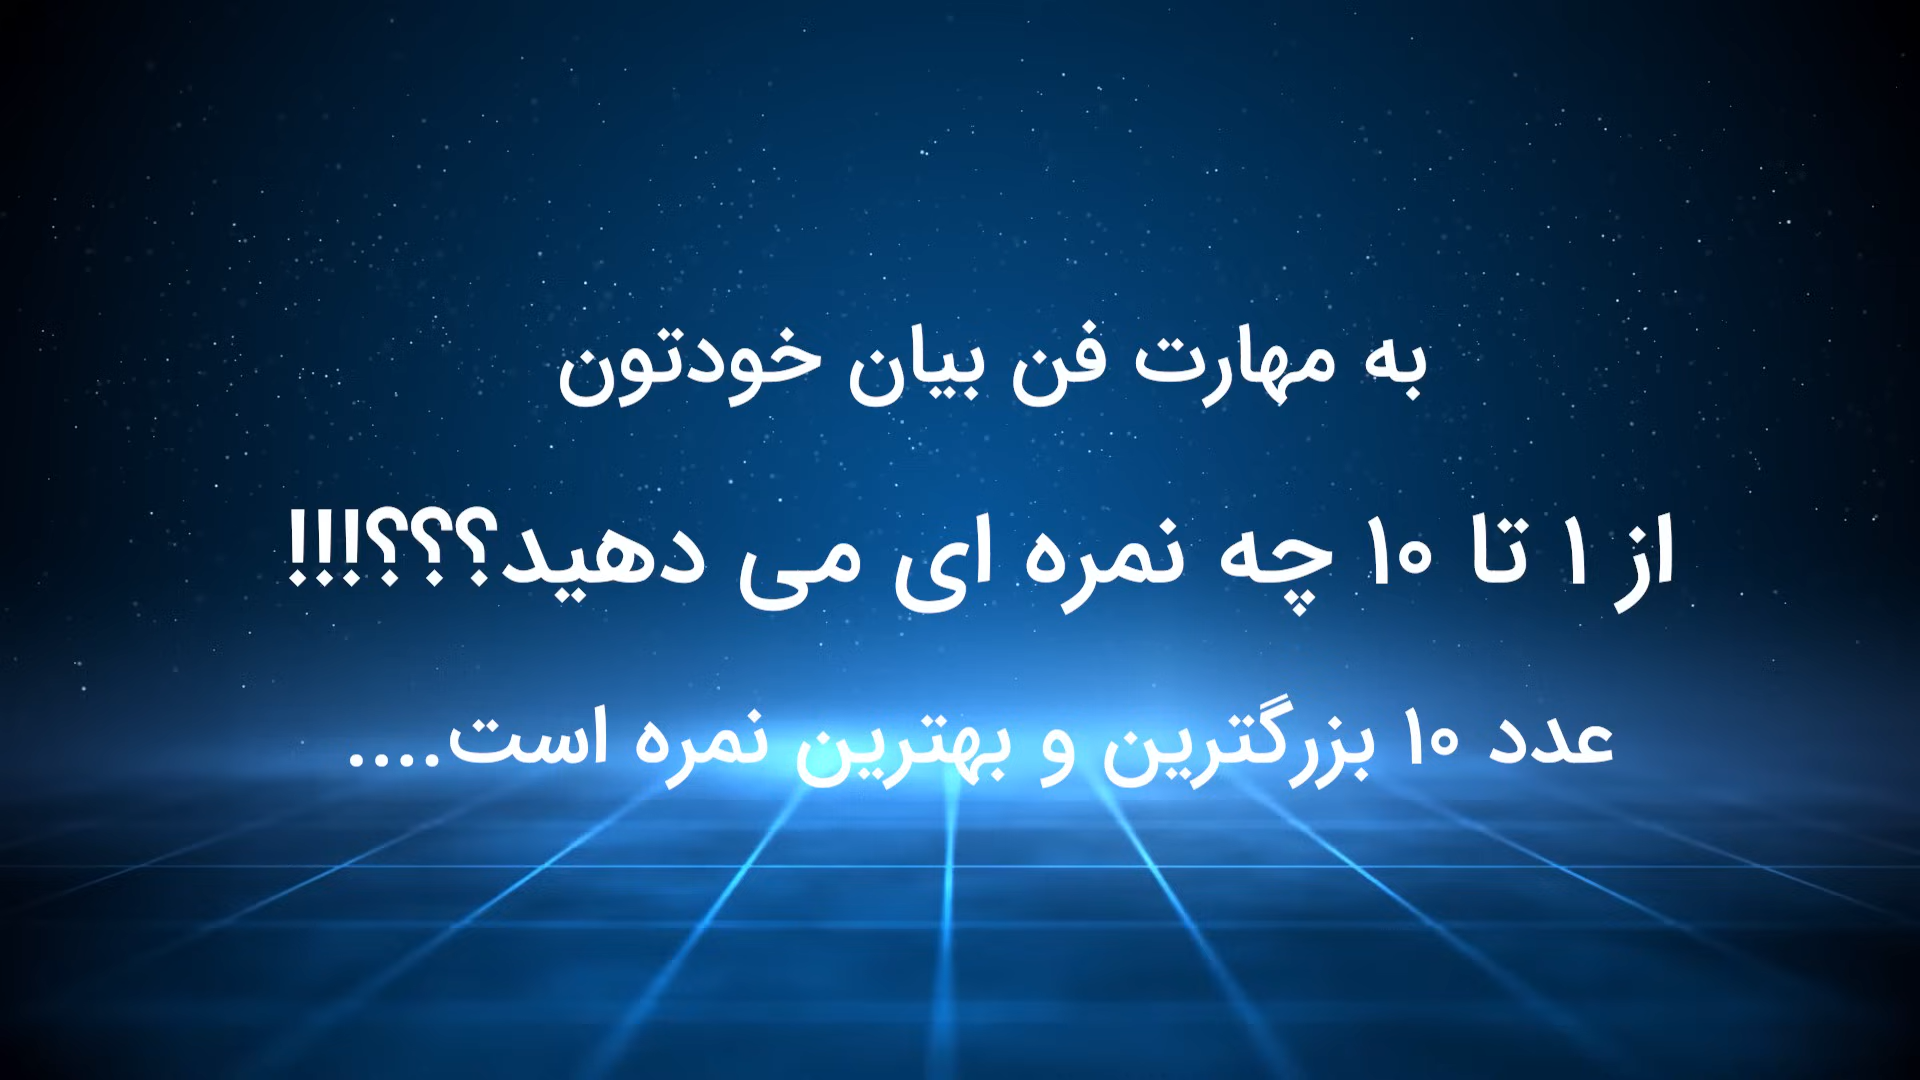 به مهارت فن بیان خودتون
از ۱ تا ۱۰ چه نمره ای می دهید؟؟؟!!!
عدد ۱۰ بزرگترین و بهترین نمره است....